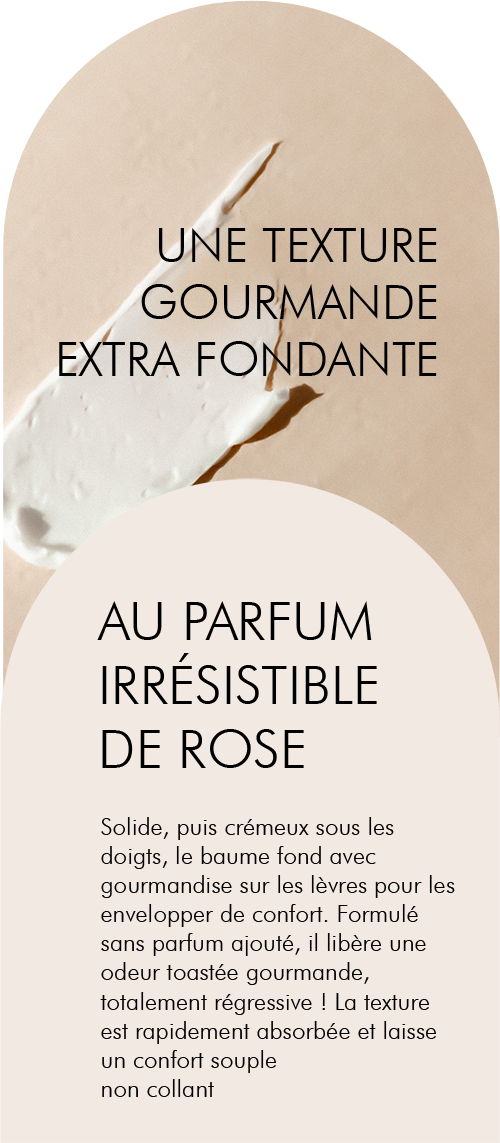 UNE TEXTURE
GOURMANDE
EXTRA FONDANTE
AU PARFUM
IRRÉSISTIBLE
DE ROSE
Solide, puis crémeux sous les
doigts, le baume fond avec
gourmandise sur les lèvres pour les
envelopper de confort. Formulé
sans parfum ajouté, il libère une
odeur toastée gourmande,
totalement régressive ! La texture
est rapidement absorbée et laisse
un confort souple
non collant